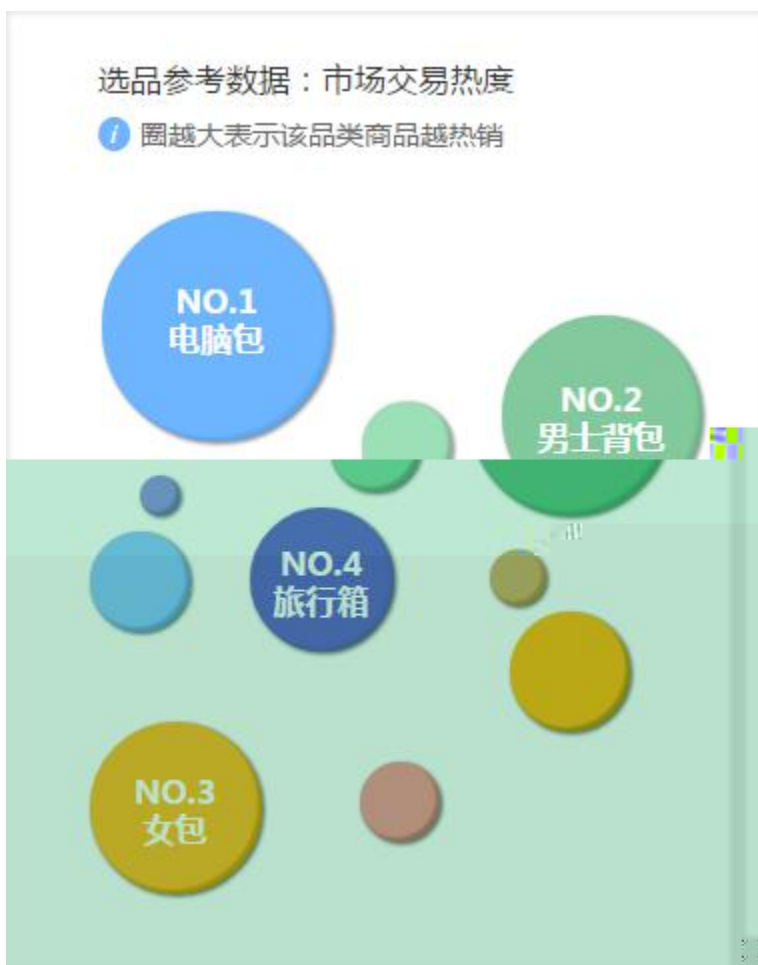 选品参考数据：市场交易热度
i 圈越大表示该品类商品越热销
NO.1
电脑包
NO.2
男士背包
NO.4
旅行箱
NO.3
女包